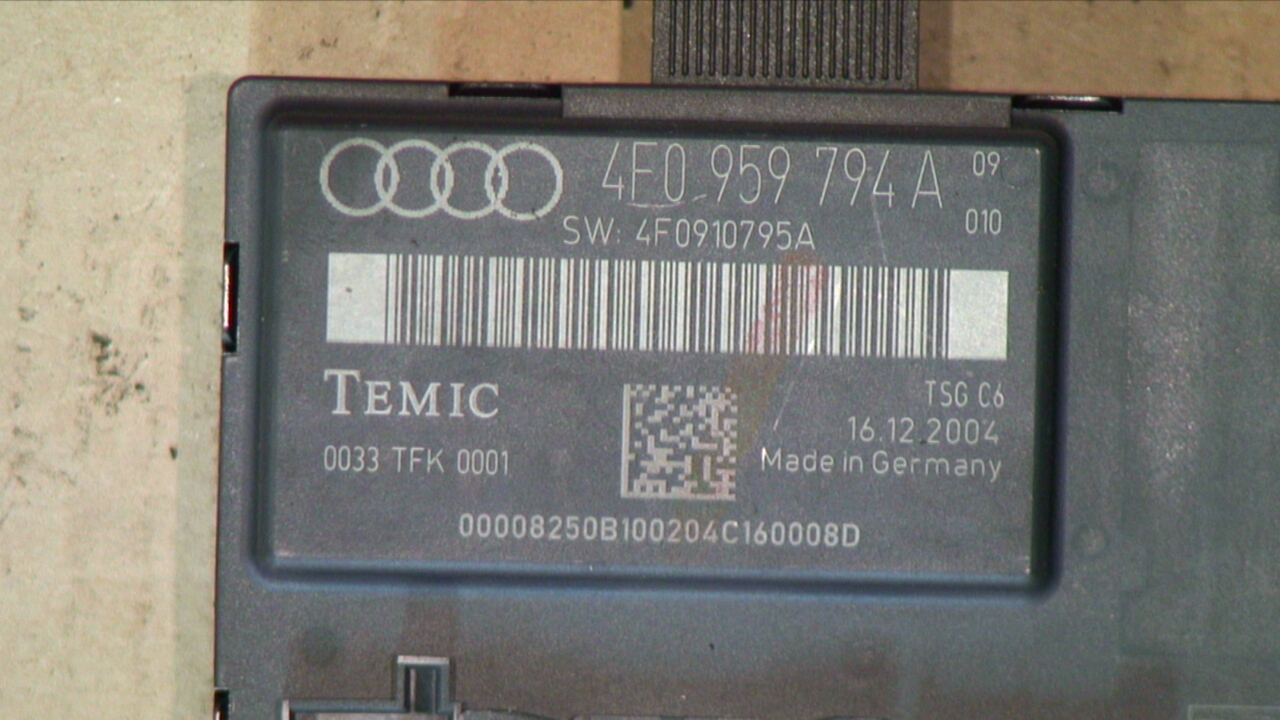 4F0 959 794 A 09
010
SW: 4F0910795A
TEMIC
TSG C6
16.12.2004
0033 TFK 0001
Made in Germany
00008250B100204C160008D